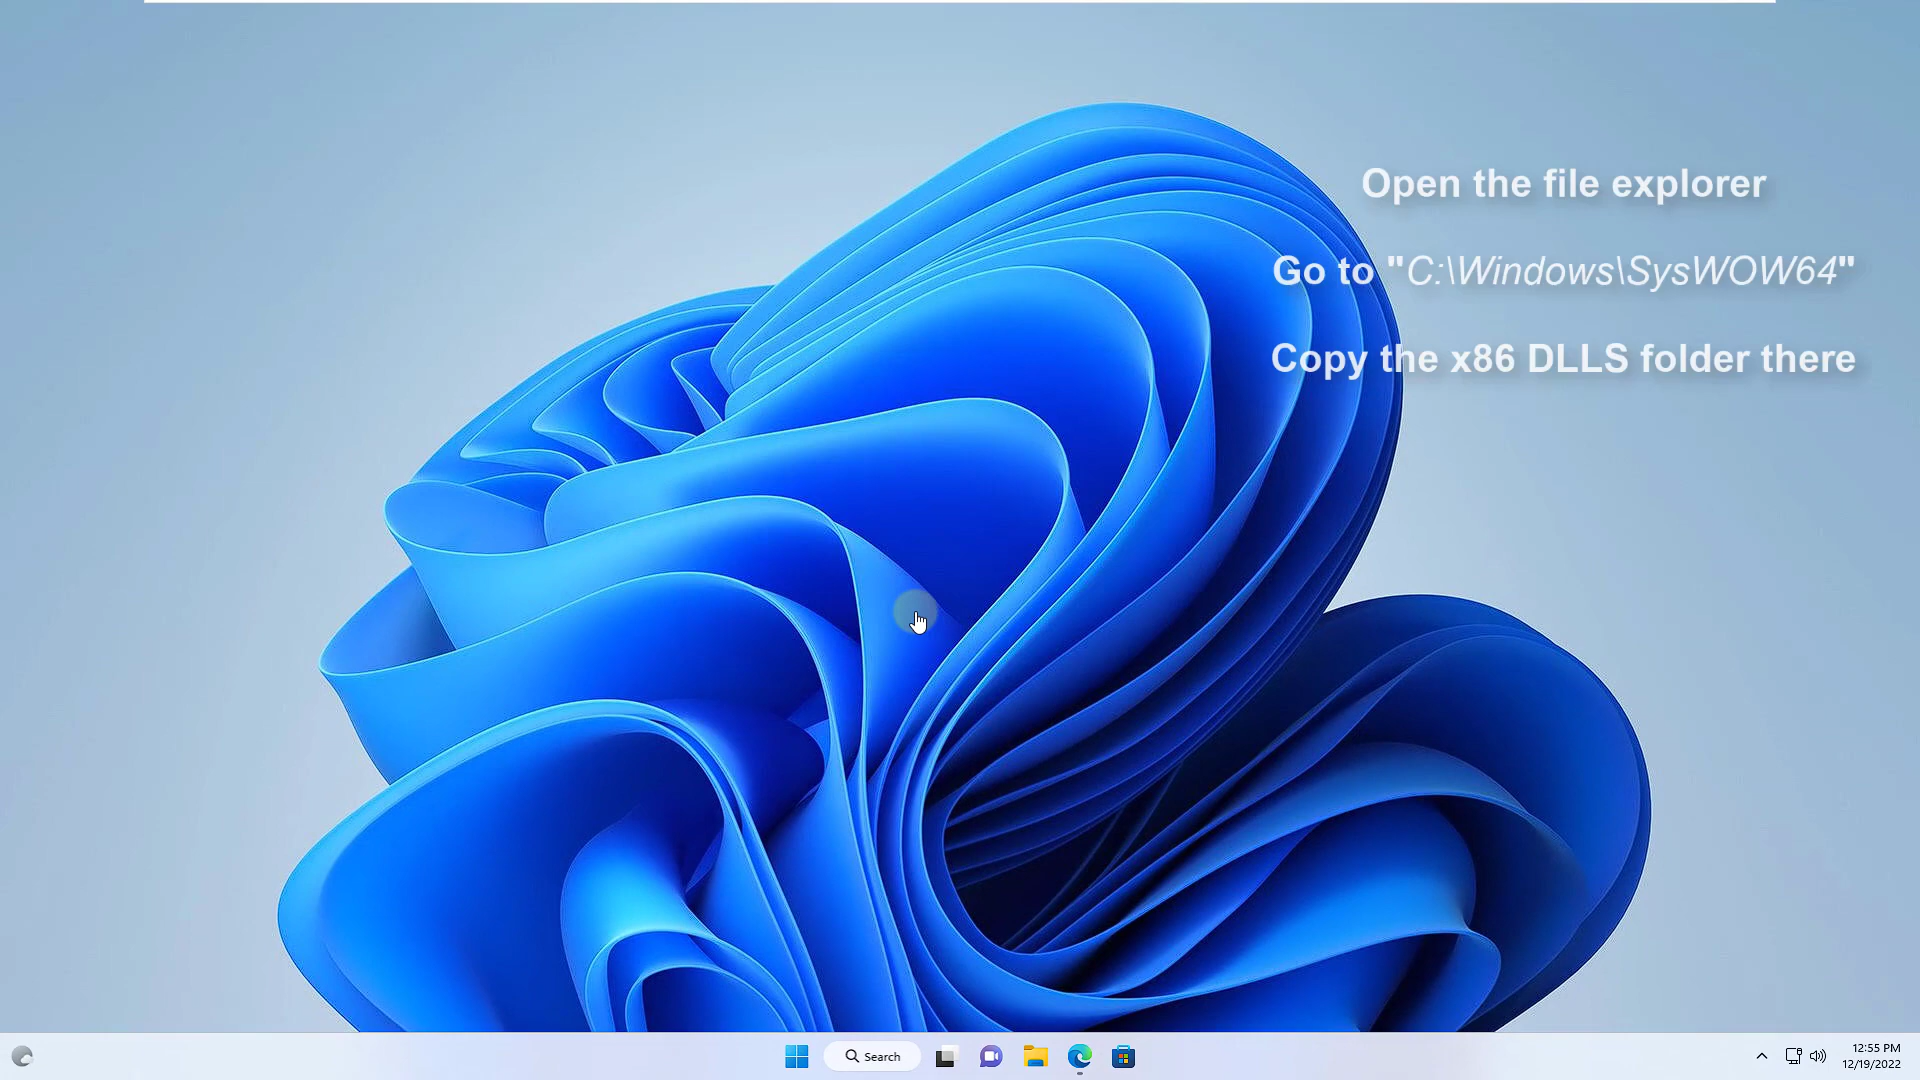 Open the file explorer
Go to "C:\Windows\SysWOW64"
Copy the x86 DLLS folder there
Search
12:55 PM
12/19/2022